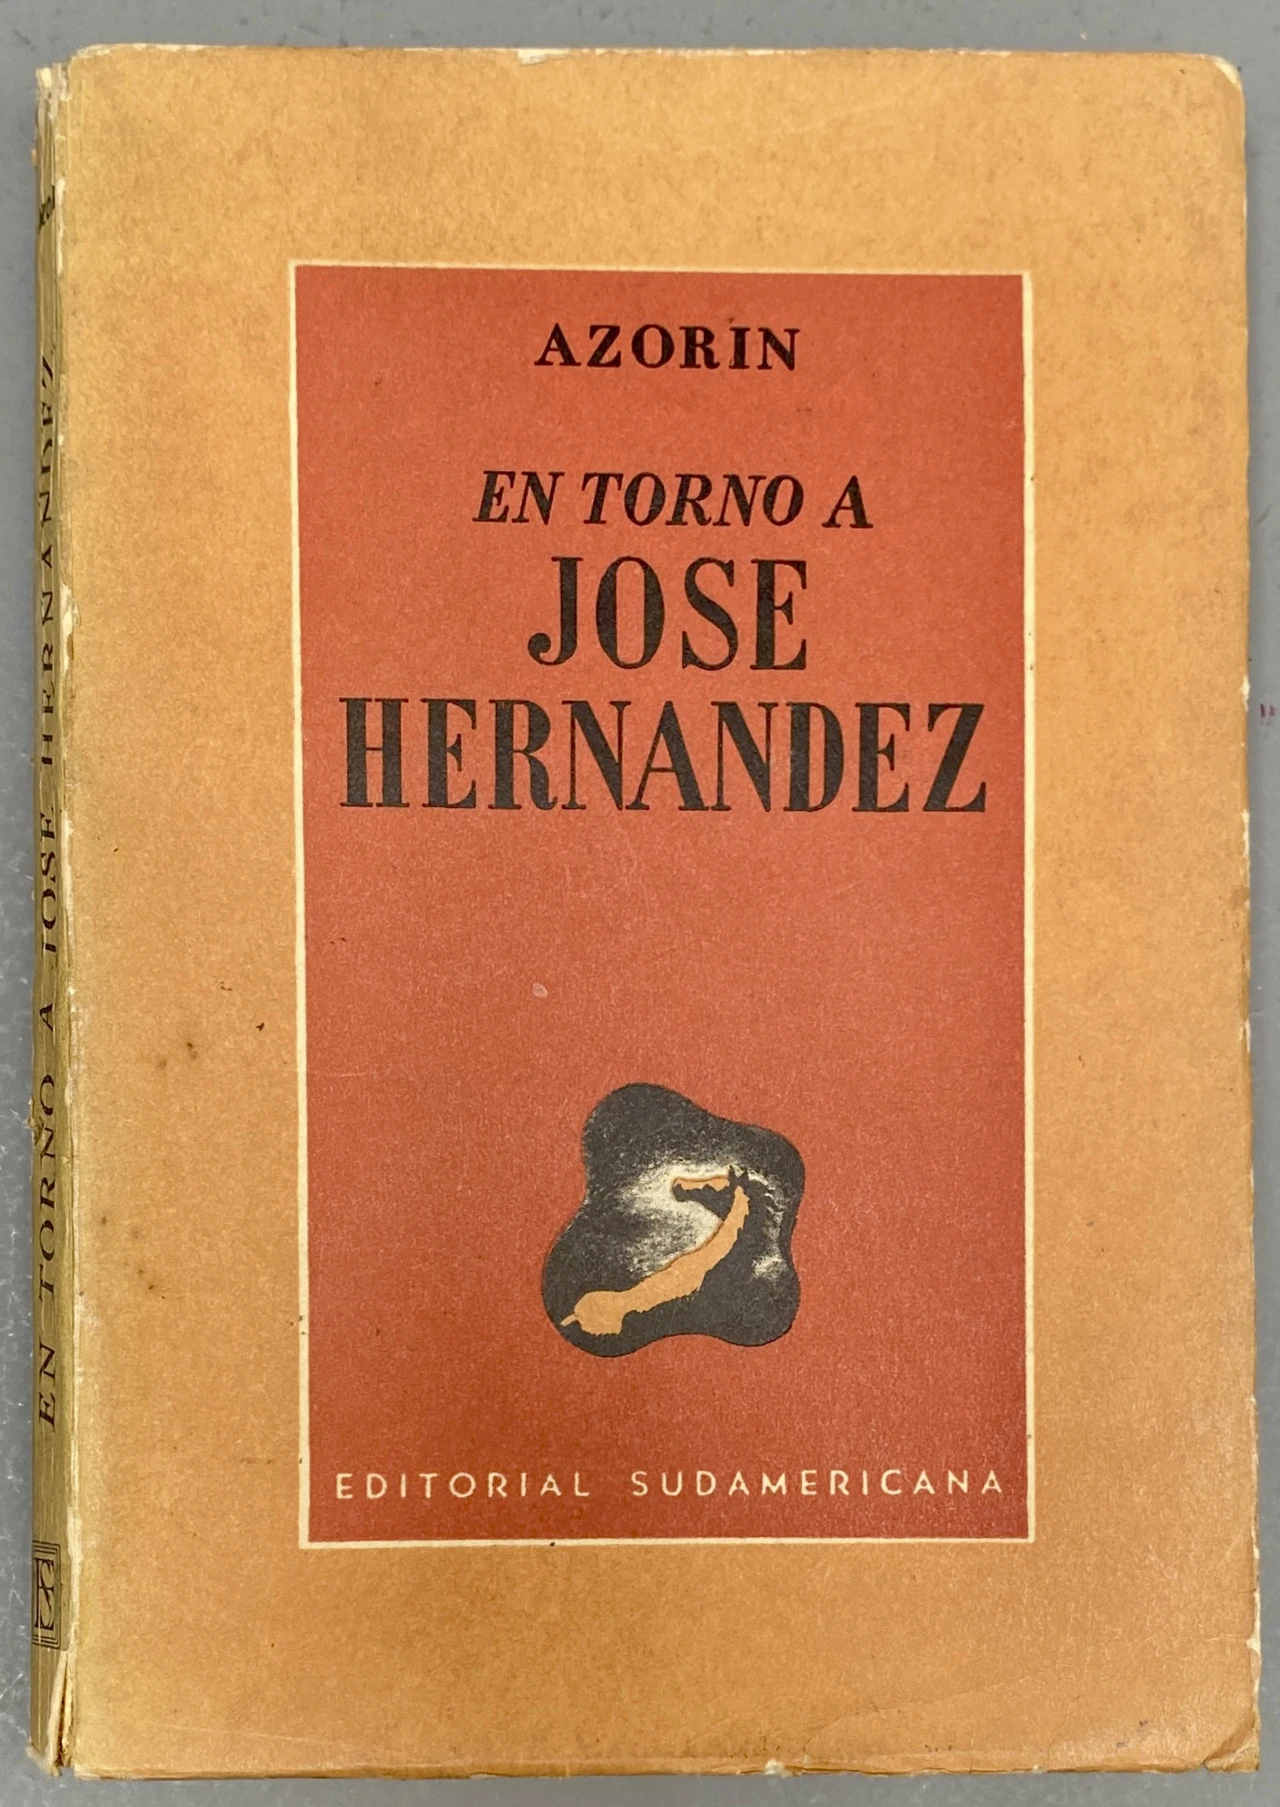 AZORIN
EN TORNO A
JOSE
HERNANDEZ
EDITORIAL SUDAMERICANA
EN TORNO A JOSE HERNANDEZ